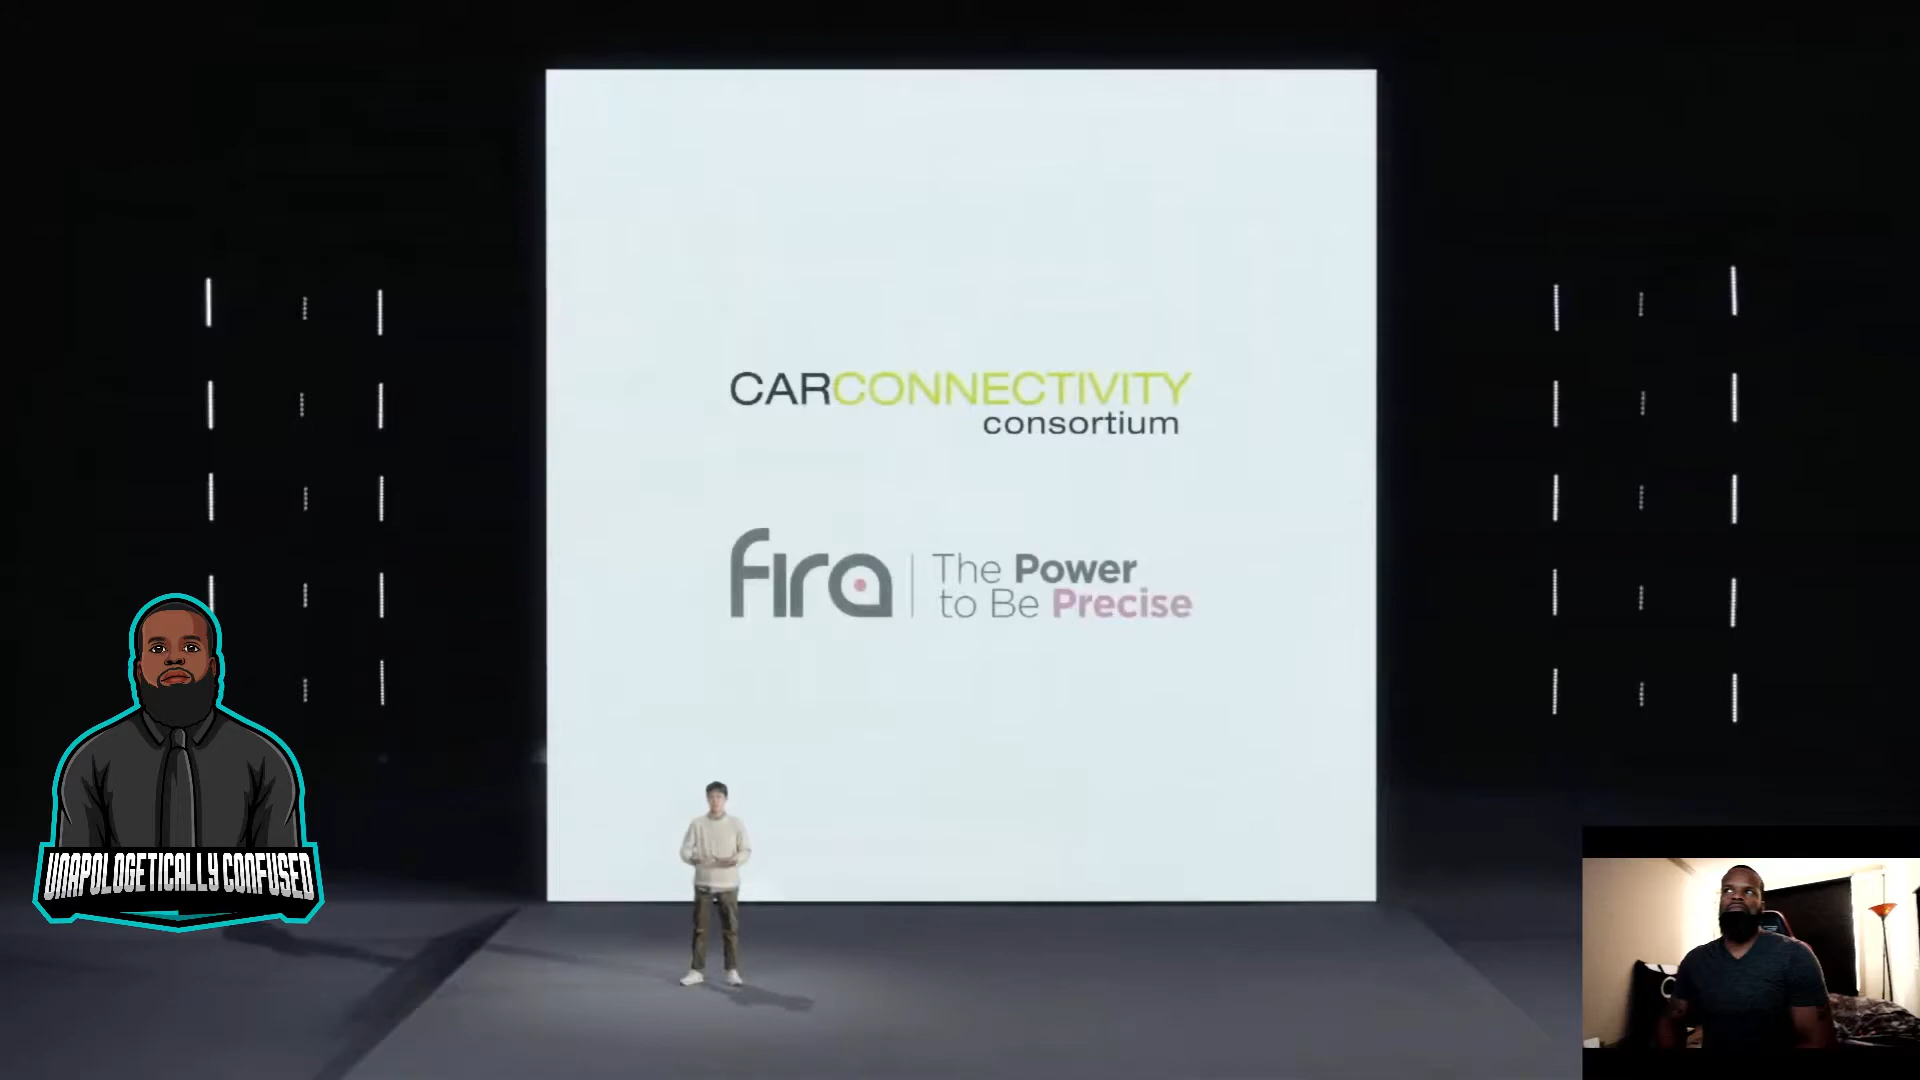 CARCONNECTIVITY
consortium
fira
The Power
to Be Precise
UNAPOLOGETICALLY CONFUSED